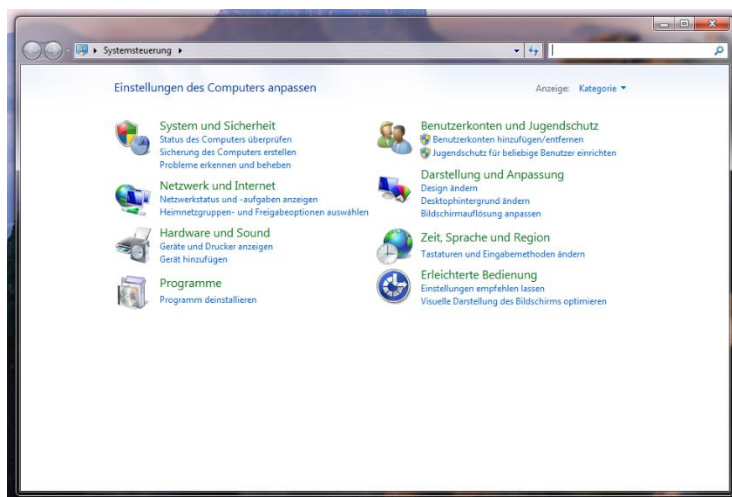 Systemsteuerung
Einstellungen des Computers anpassen
Anzeige: Kategorie
System und Sicherheit
Status des Computers überprüfen
Sicherung des Computers erstellen
Probleme erkennen und beheben
Netzwerk und Internet
Netzwerkstatus und -aufgaben anzeigen
Heimnetzgruppen- und Freigabeoptionen auswählen
Hardware und Sound
Geräte und Drucker anzeigen
Gerät hinzufügen
Programme
Programm deinstallieren
Benutzerkonten und Jugendschutz
Benutzerkonten hinzufügen/entfernen
Jugendschutz für beliebige Benutzer einrichten
Darstellung und Anpassung
Design ändern
Desktophintergrund ändern
Bildschirmauflösung anpassen
Zeit, Sprache und Region
Tastaturen und Eingabemethoden ändern
Erleichterte Bedienung
Einstellungen empfehlen lassen
Visuelle Darstellung des Bildschirms optimieren